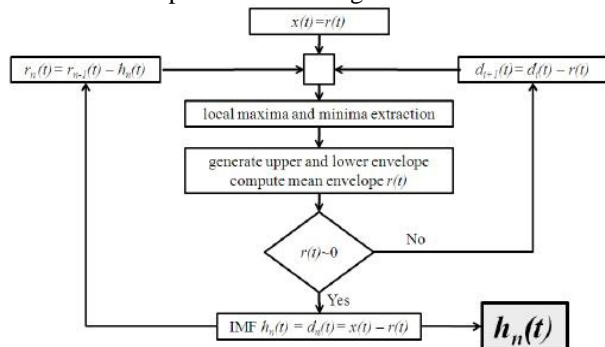 x(t)=r(t)
rₙ(t) = rₙ₋₁(t) – hₙ(t)
dᵢ₊₁(t) = dᵢ(t) – r(t)
local maxima and minima extraction
generate upper and lower envelope
compute mean envelope r(t)
r(t)~0
No
Yes
IMF hₙ(t) = dₙ(t) = x(t) – r(t)
hₙ(t)